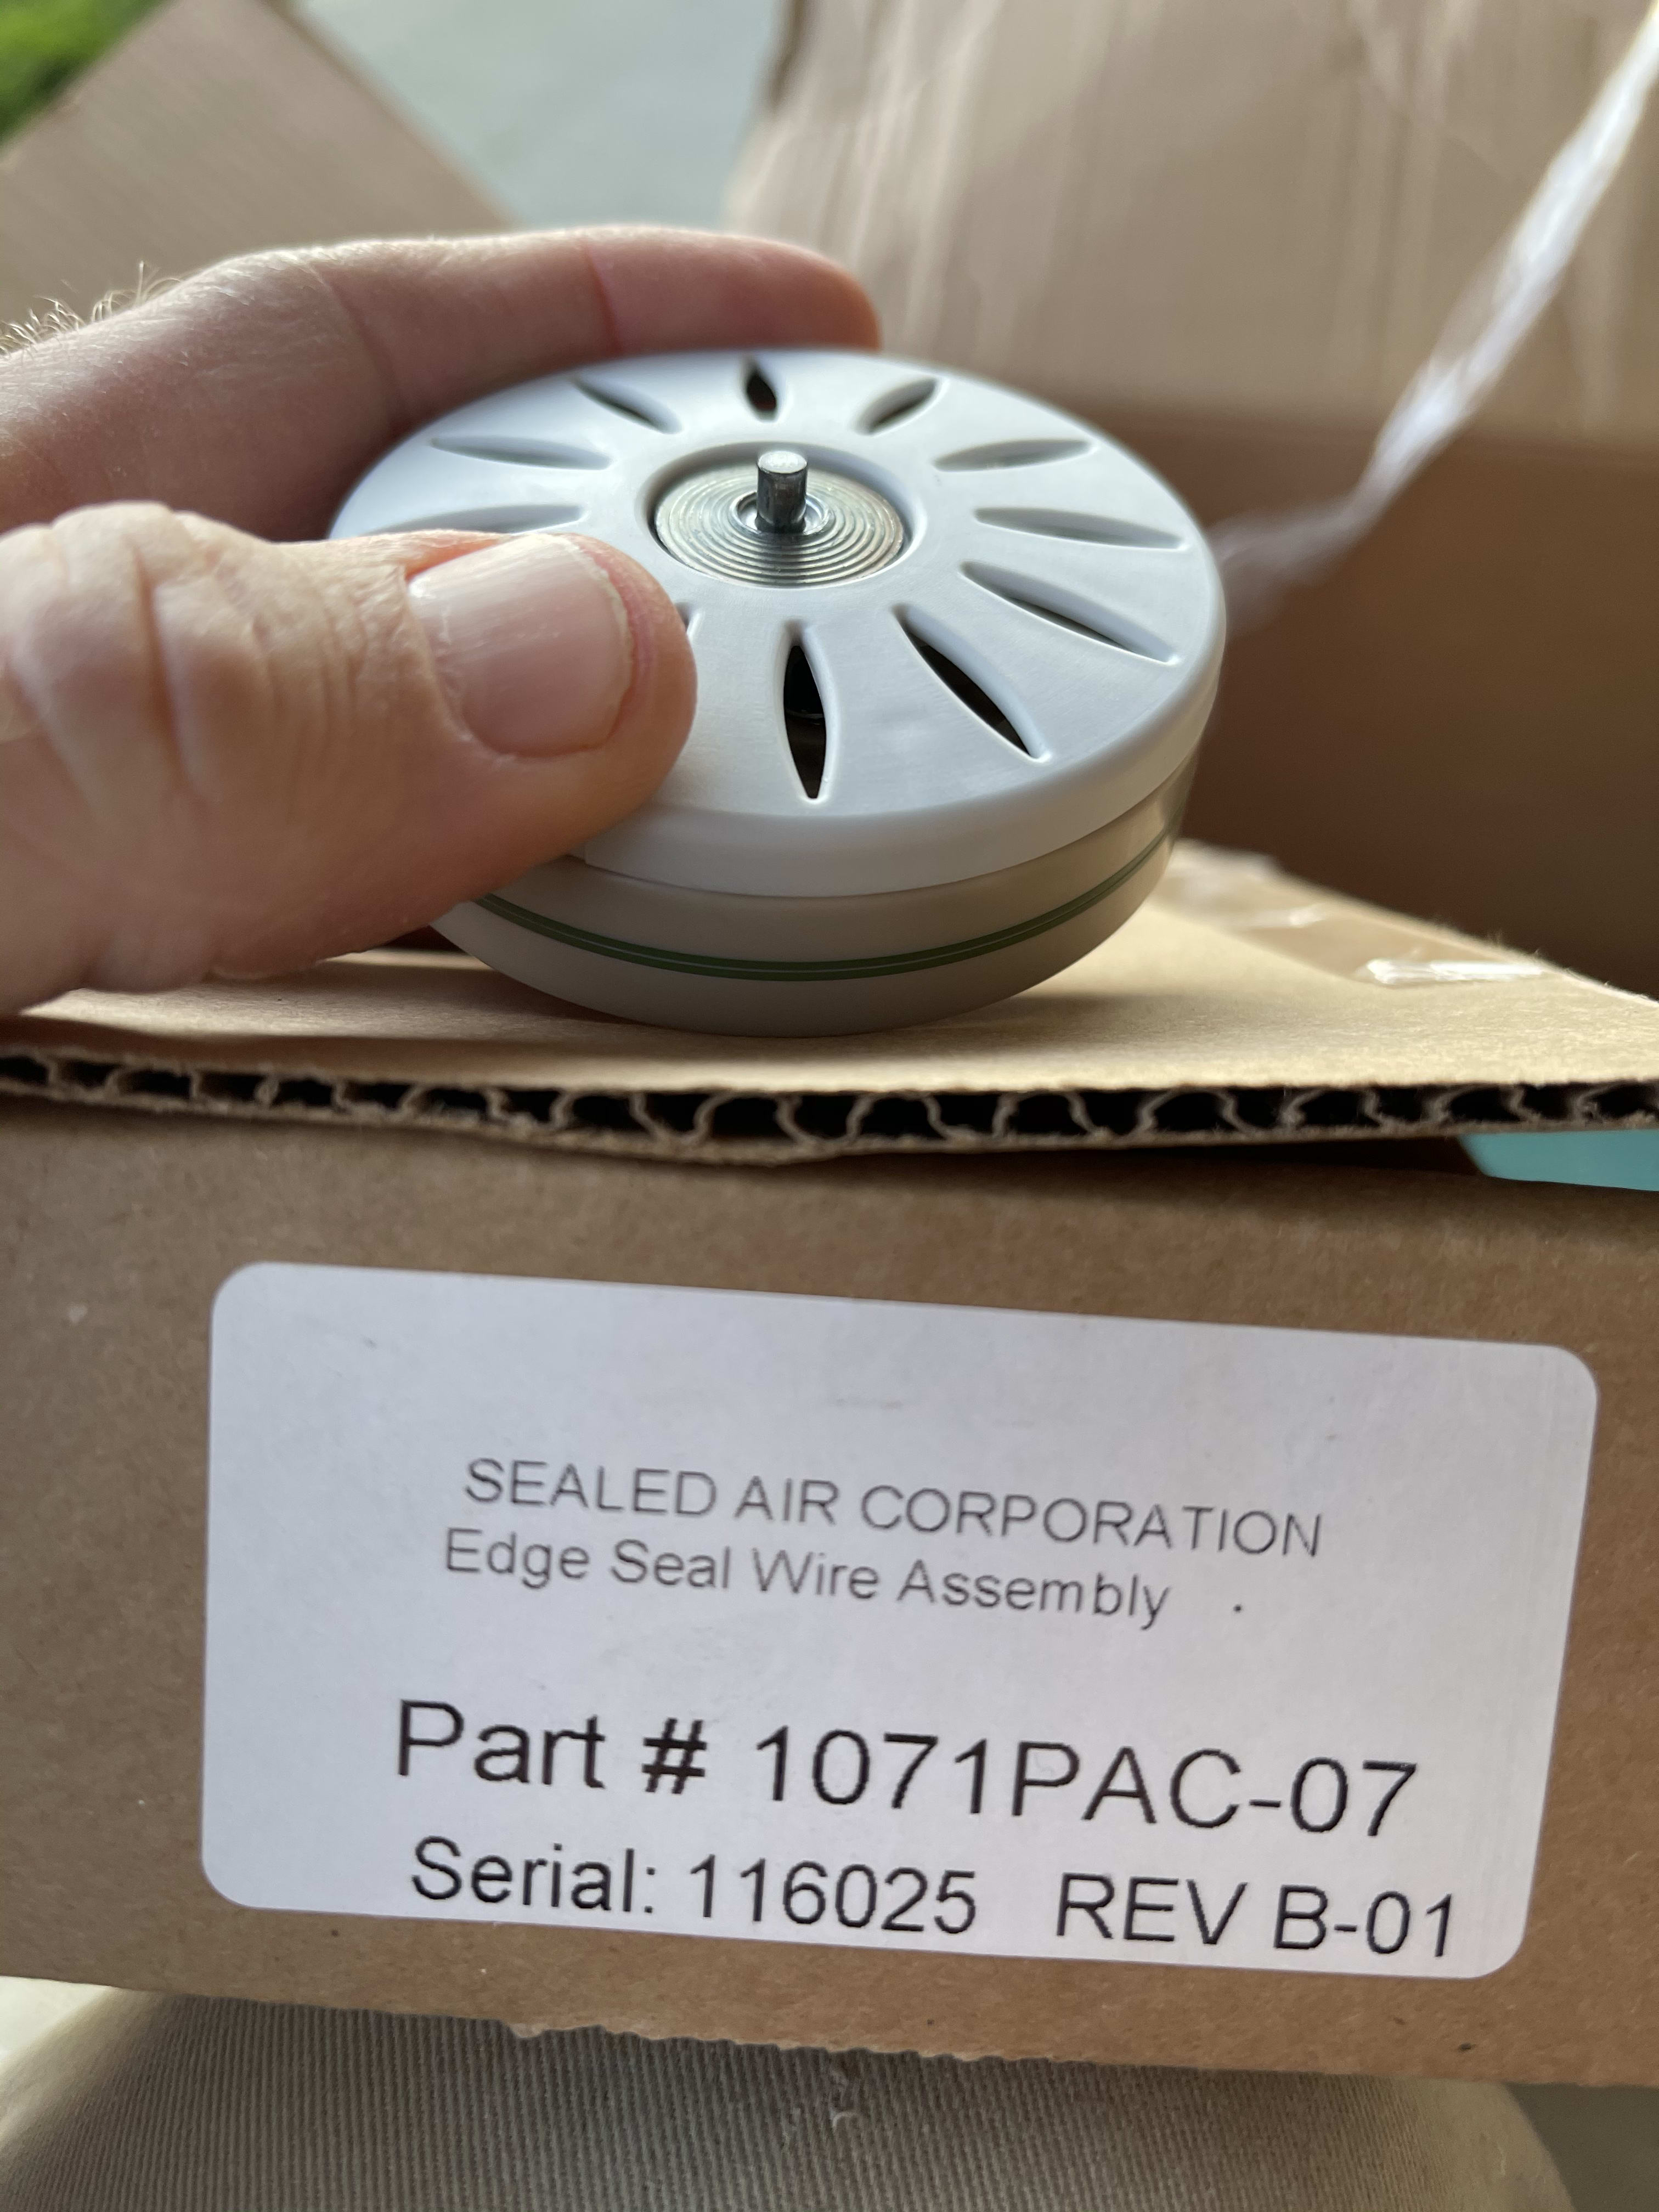 SEALED AIR CORPORATION
Edge Seal Wire Assembly .
Part # 1071PAC-07
Serial: 116025 REV B-01